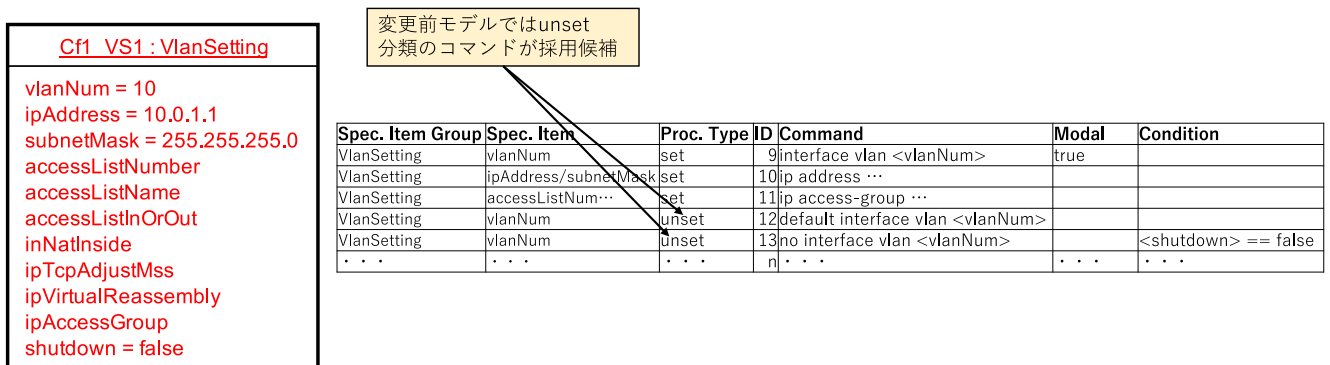 変更前モデルではunset
分類のコマンドが採用候補
Cf1_VS1 : VlanSetting
vlanNum = 10
ipAddress = 10.0.1.1
subnetMask = 255.255.255.0
accessListNumber
accessListName
accessListInOrOut
inNatInside
ipTcpAdjustMss
ipVirtualReassembly
ipAccessGroup
shutdown = false
Spec. Item Group Spec. Item Proc. Type ID Command Modal Condition
VlanSetting vlanNum set 9 interface vlan <vlanNum> true
VlanSetting ipAddress/subnetMask set 10 ip address …
VlanSetting accessListNum… set 11 ip access-group …
VlanSetting vlanNum unset 12 default interface vlan <vlanNum>
VlanSetting vlanNum unset 13 no interface vlan <vlanNum> <shutdown> == false
・・・ ・・・ ・・・ n ・・・ ・・・ ・・・